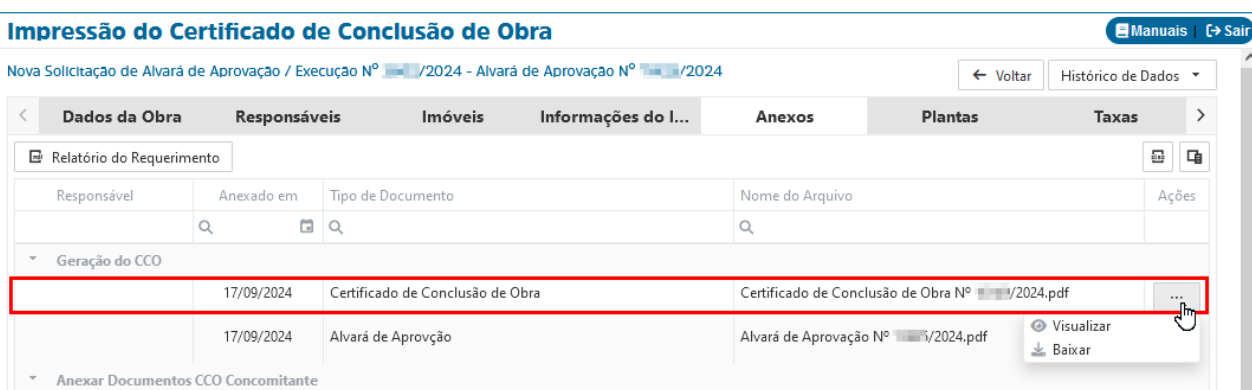 Impressão do Certificado de Conclusão de Obra
Manuais
Sair
Nova Solicitação de Alvará de Aprovação / Execução Nº /2024 - Alvará de Aprovação Nº /2024
Voltar
Histórico de Dados
Dados da Obra
Responsáveis
Imóveis
Informações do I...
Anexos
Plantas
Taxas
Relatório do Requerimento
Responsável
Anexado em
Tipo de Documento
Nome do Arquivo
Ações
Geração do CCO
17/09/2024
Certificado de Conclusão de Obra
Certificado de Conclusão de Obra Nº /2024.pdf
...
17/09/2024
Alvará de Aprovção
Alvará de Aprovação Nº /2024.pdf
Visualizar
Baixar
Anexar Documentos CCO Concomitante